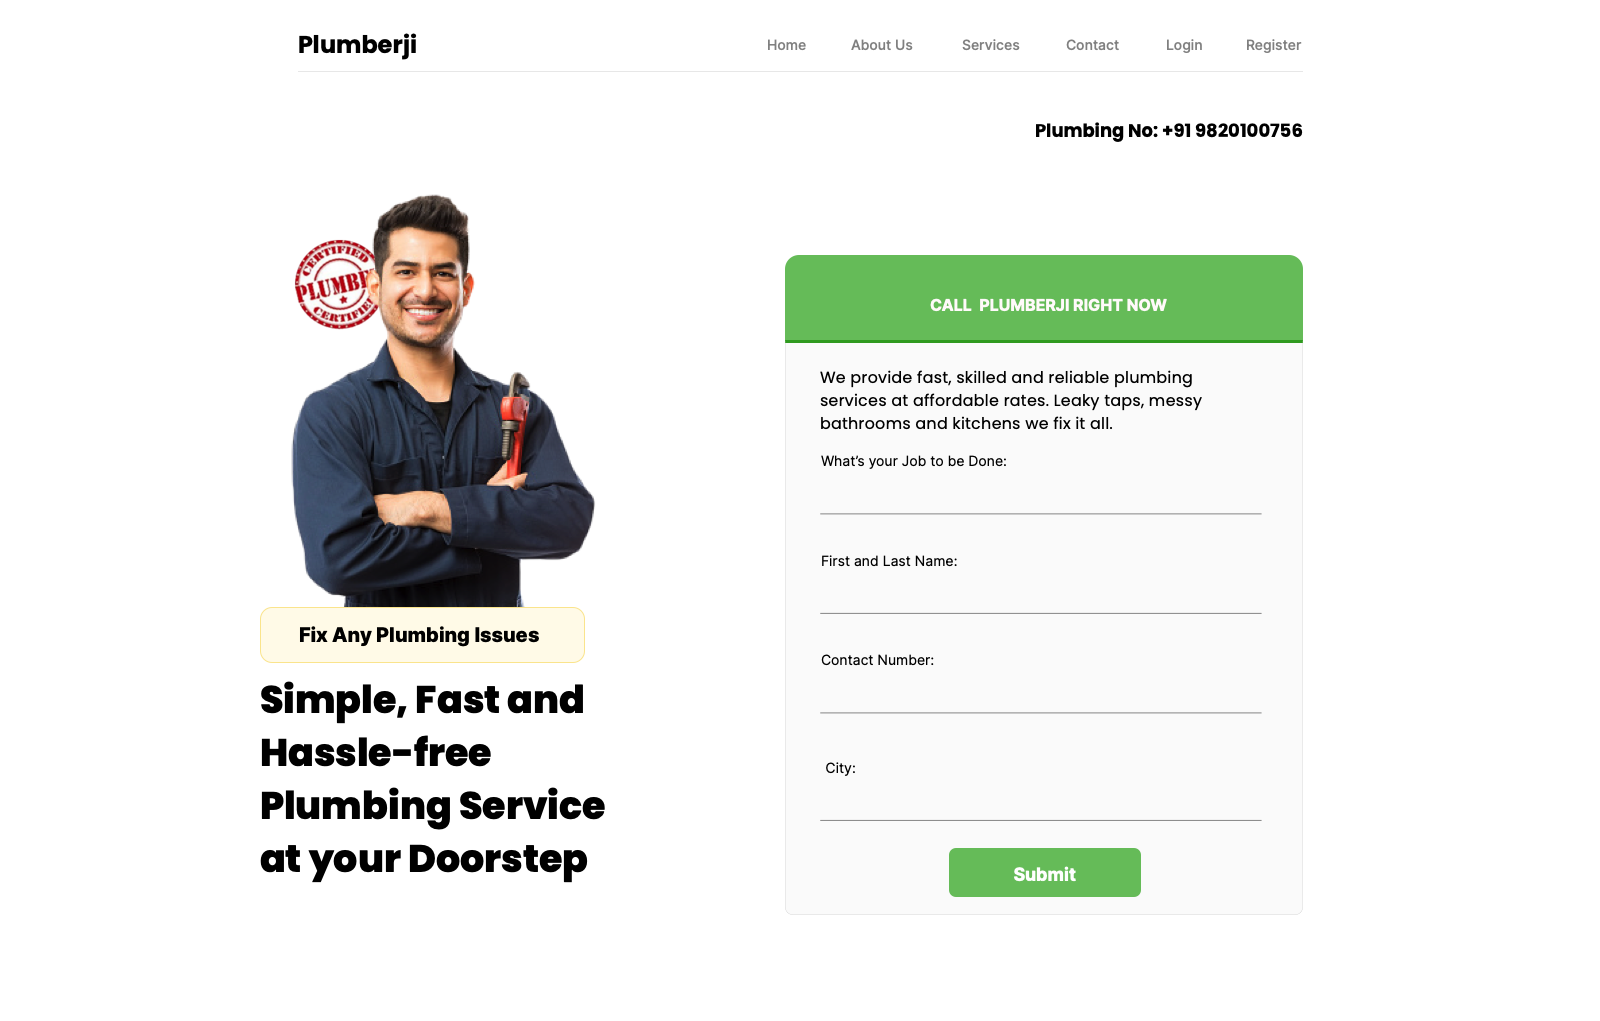 Plumberji
Home About Us Services Contact Login Register
Plumbing No: +91 9820100756
CERTIFIED
PLUMBE
CERTIFIE
Fix Any Plumbing Issues
Simple, Fast and
Hassle-free
Plumbing Service
at your Doorstep
CALL PLUMBERJI RIGHT NOW
We provide fast, skilled and reliable plumbing
services at affordable rates. Leaky taps, messy
bathrooms and kitchens we fix it all.
What's your Job to be Done:
First and Last Name:
Contact Number:
City:
Submit